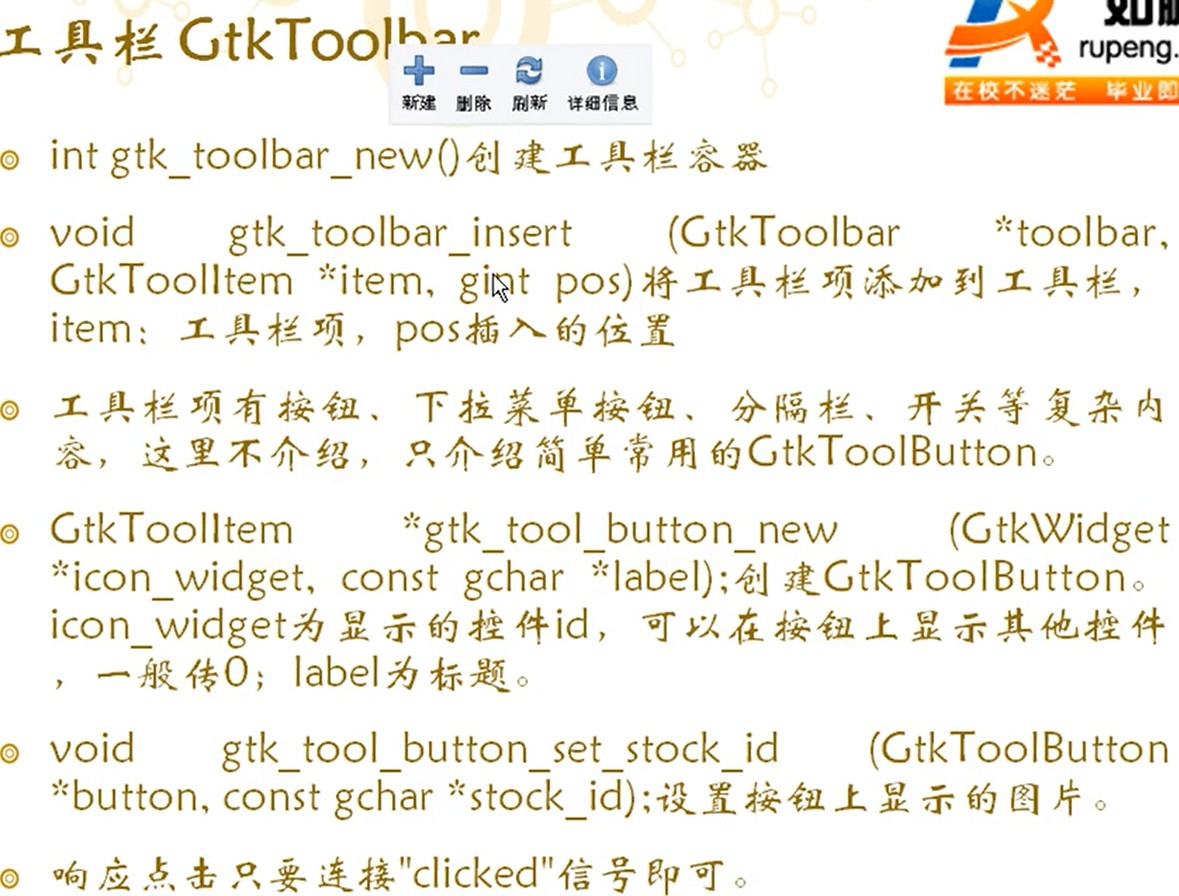 工具栏 GtkToolbar
rupeng.
在校不迷茫 毕业即
新建 删除 刷新 详细信息
int gtk_toolbar_new()创建工具栏容器
void gtk_toolbar_insert (GtkToolbar *toolbar,
GtkToolItem *item, gint pos)将工具栏项添加到工具栏，
item：工具栏项，pos插入的位置
工具栏项有按钮、下拉菜单按钮、分隔栏、开关等复杂内
容，这里不介绍，只介绍简单常用的GtkToolButton。
GtkToolItem *gtk_tool_button_new (GtkWidget
*icon_widget, const gchar *label);创建GtkToolButton。
icon_widget为显示的控件id，可以在按钮上显示其他控件
，一般传0；label为标题。
void gtk_tool_button_set_stock_id (GtkToolButton
*button, const gchar *stock_id);设置按钮上显示的图片。
响应点击只要连接"clicked"信号即可。